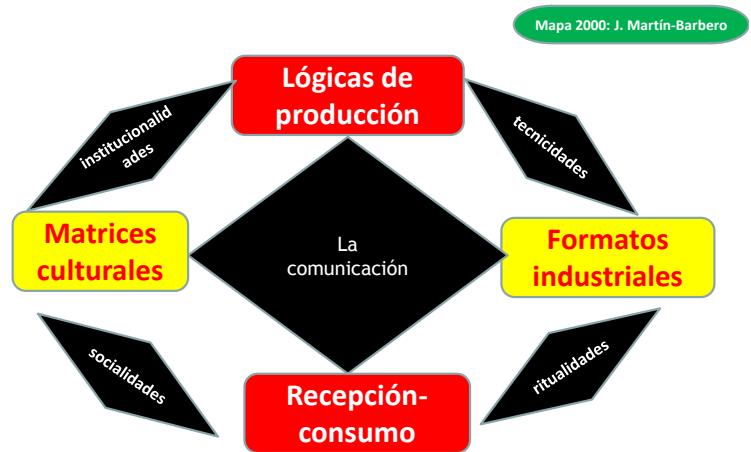 Mapa 2000: J. Martín-Barbero
Lógicas de
producción
institucionalid
ades
tecnicidades
Matrices
culturales
La
comunicación
Formatos
industriales
socialidades
ritualidades
Recepción-
consumo